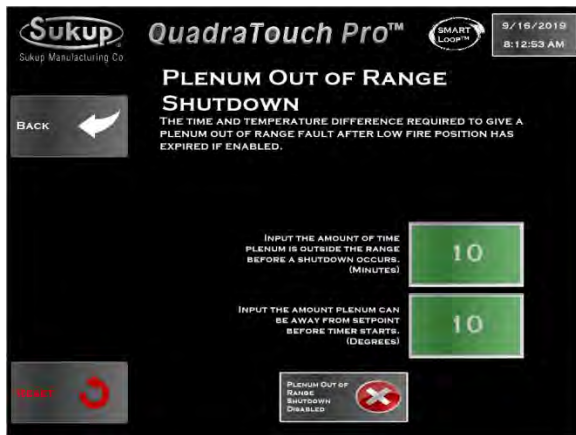 Sukup
Sukup Manufacturing Co
QuadraTouch Pro™
SMART
LOOP™
9/16/2019
8:12:53 AM
PLENUM OUT OF RANGE
SHUTDOWN
THE TIME AND TEMPERATURE DIFFERENCE REQUIRED TO GIVE A
PLENUM OUT OF RANGE FAULT AFTER LOW FIRE POSITION HAS
EXPIRED IF ENABLED.
BACK
INPUT THE AMOUNT OF TIME
PLENUM IS OUTSIDE THE RANGE
BEFORE A SHUTDOWN OCCURS.
(MINUTES)
10
INPUT THE AMOUNT PLENUM CAN
BE AWAY FROM SETPOINT
BEFORE TIMER STARTS.
(DEGREES)
10
RESET
PLENUM OUT OF
RANGE
SHUTDOWN
DISABLED